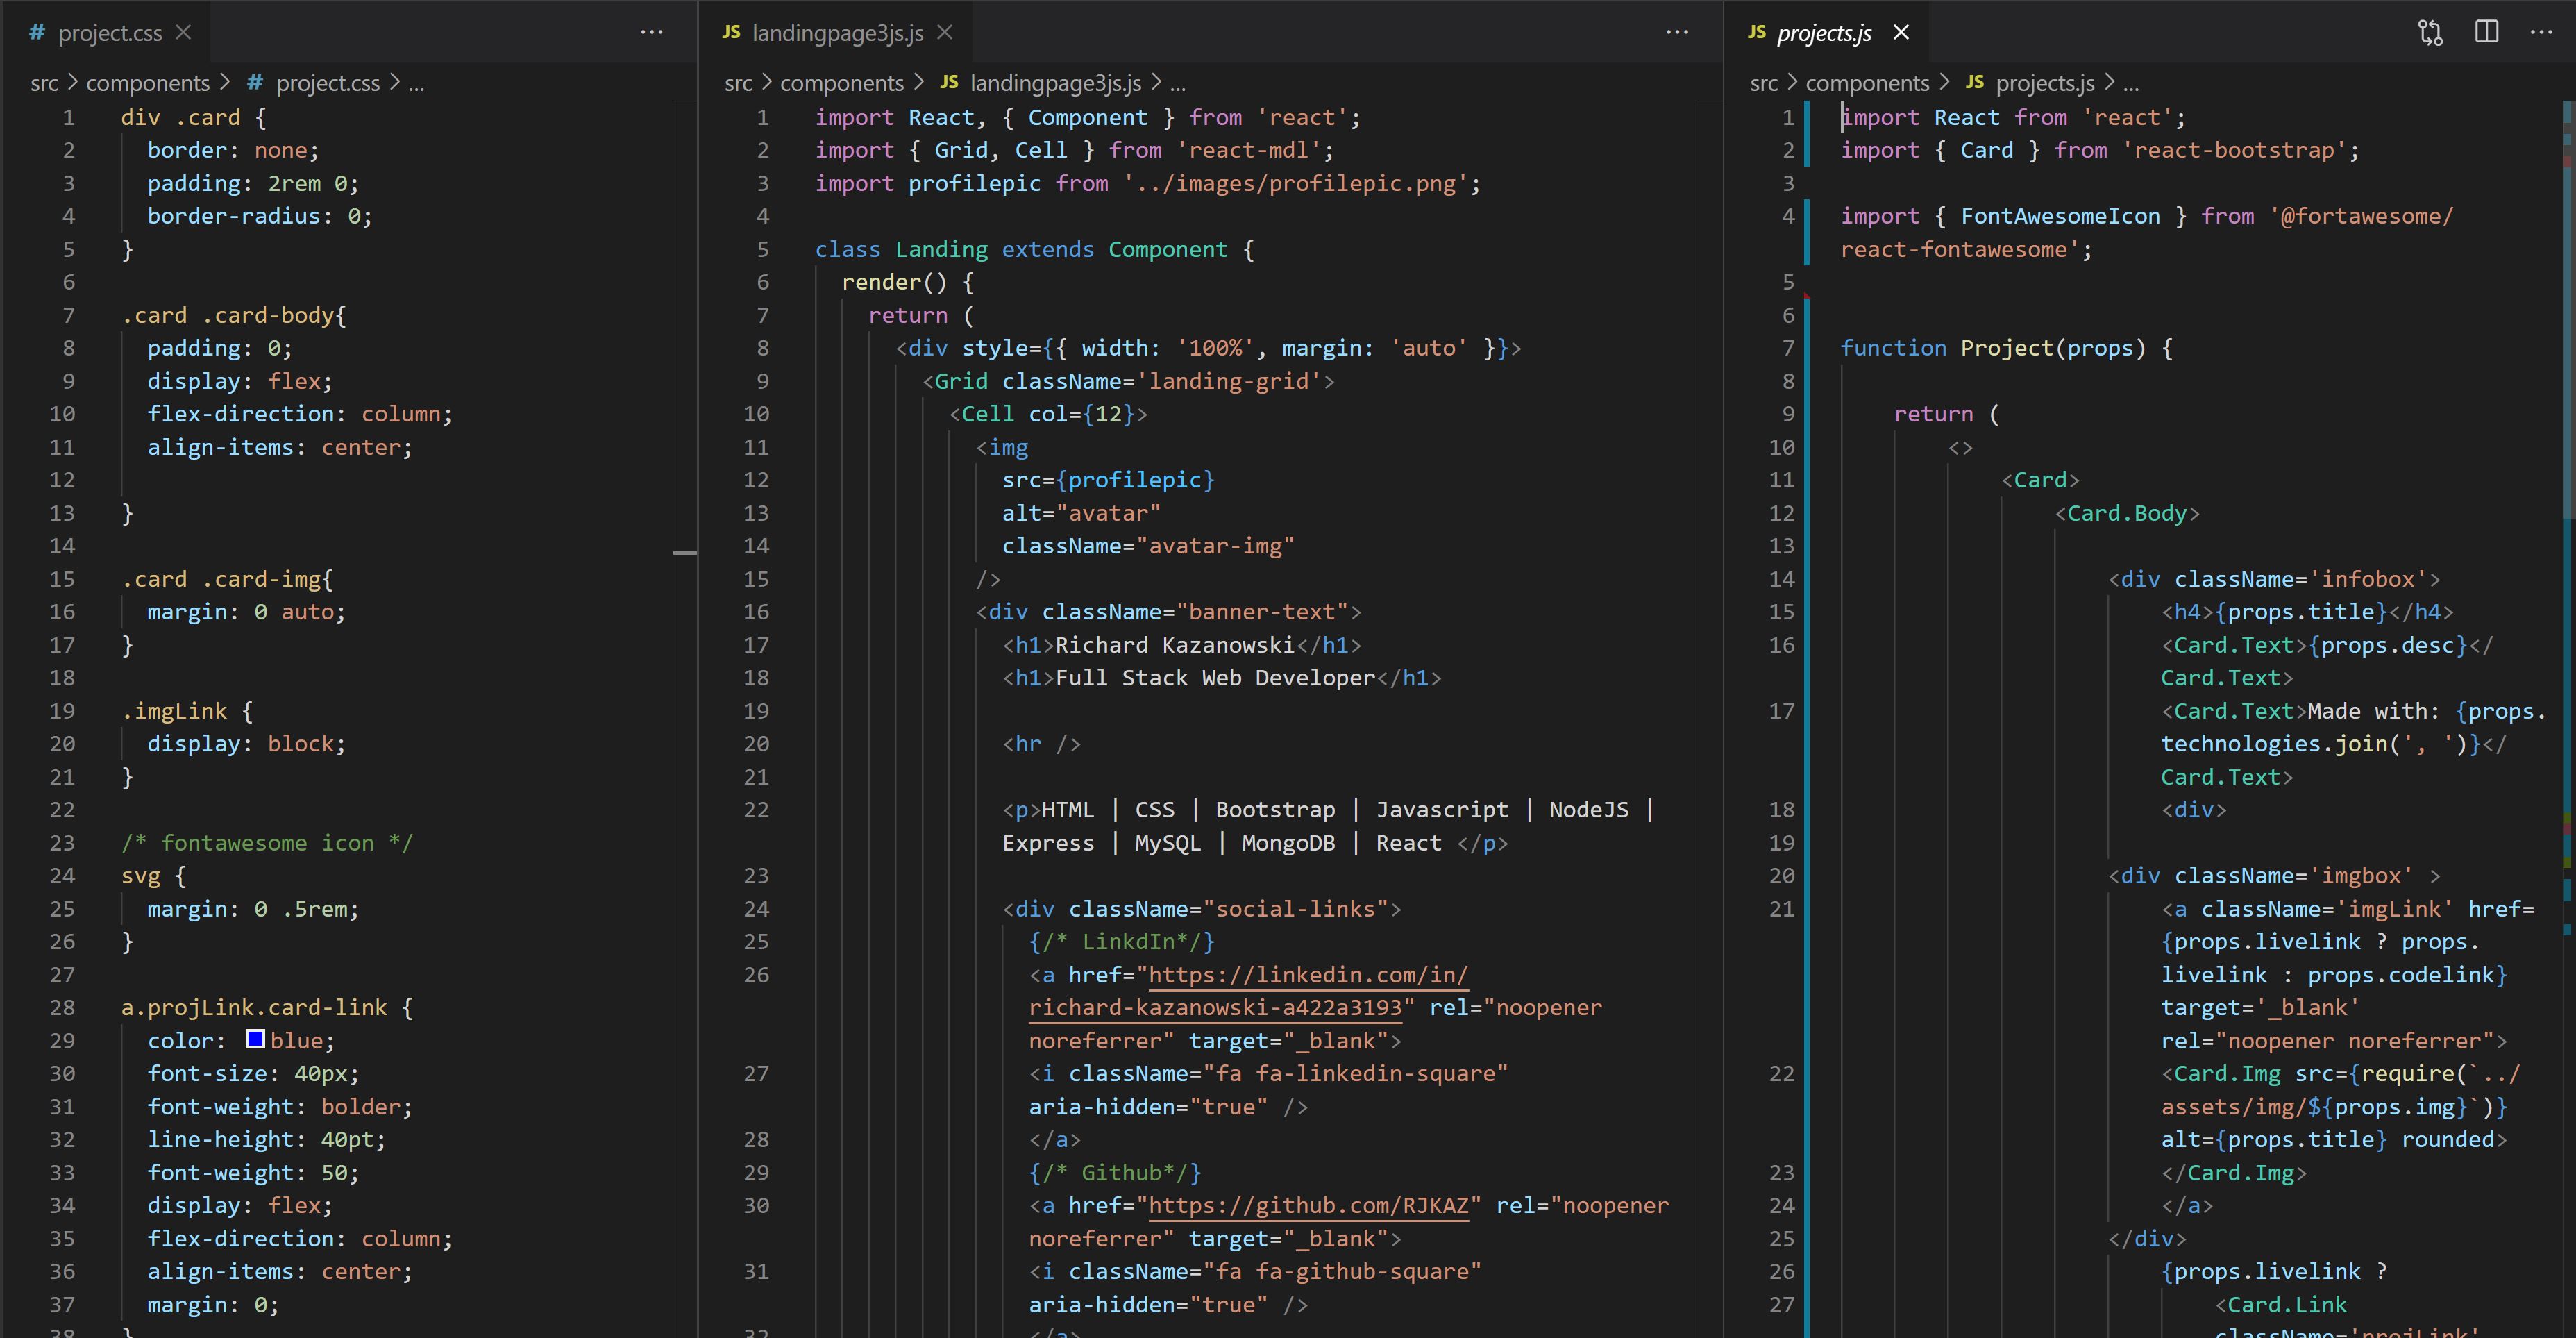 # project.css ×
···
src > components > # project.css > ...
1 div .card {
2 border: none;
3 padding: 2rem 0;
4 border-radius: 0;
5 }
6
7 .card .card-body{
8 padding: 0;
9 display: flex;
10 flex-direction: column;
11 align-items: center;
12
13 }
14
15 .card .card-img{
16 margin: 0 auto;
17 }
18
19 .imgLink {
20 display: block;
21 }
22
23 /* fontawesome icon */
24 svg {
25 margin: 0 .5rem;
26 }
27
28 a.projLink.card-link {
29 color: blue;
30 font-size: 40px;
31 font-weight: bolder;
32 line-height: 40pt;
33 font-weight: 50;
34 display: flex;
35 flex-direction: column;
36 align-items: center;
37 margin: 0;
38 }
JS landingpage3js.js ×
···
src > components > JS landingpage3js.js > ...
1 import React, { Component } from 'react';
2 import { Grid, Cell } from 'react-mdl';
3 import profilepic from '../images/profilepic.png';
4
5 class Landing extends Component {
6 render() {
7 return (
8 <div style={{ width: '100%', margin: 'auto' }}>
9 <Grid className='landing-grid'>
10 <Cell col={12}>
11 <img
12 src={profilepic}
13 alt="avatar"
14 className="avatar-img"
15 />
16 <div className="banner-text">
17 <h1>Richard Kazanowski</h1>
18 <h1>Full Stack Web Developer</h1>
19
20 <hr />
21
22 <p>HTML | CSS | Bootstrap | Javascript | NodeJS |
Express | MySQL | MongoDB | React </p>
23
24 <div className="social-links">
25 {/* LinkdIn*/}
26 <a href="https://linkedin.com/in/
richard-kazanowski-a422a3193" rel="noopener
noreferrer" target="_blank">
27 <i className="fa fa-linkedin-square"
aria-hidden="true" />
28 </a>
29 {/* Github*/}
30 <a href="https://github.com/RJKAZ" rel="noopener
noreferrer" target="_blank">
31 <i className="fa fa-github-square"
aria-hidden="true" />
32 </a>
JS projects.js ×
···
src > components > JS projects.js > ...
1 import React from 'react';
2 import { Card } from 'react-bootstrap';
3
4 import { FontAwesomeIcon } from '@fortawesome/
react-fontawesome';
5
6
7 function Project(props) {
8
9 return (
10 <>
11 <Card>
12 <Card.Body>
13
14 <div className='infobox'>
15 <h4>{props.title}</h4>
16 <Card.Text>{props.desc}</
Card.Text>
17 <Card.Text>Made with: {props.
technologies.join(', ')}</
Card.Text>
18 <div>
19
20 <div className='imgbox' >
21 <a className='imgLink' href=
{props.livelink ? props.
livelink : props.codelink}
target='_blank'
rel="noopener noreferrer">
22 <Card.Img src={require(`../
assets/img/${props.img}`)}
alt={props.title} rounded>
23 </Card.Img>
24 </a>
25 </div>
26 {props.livelink ?
27 <Card.Link
className='projLink'